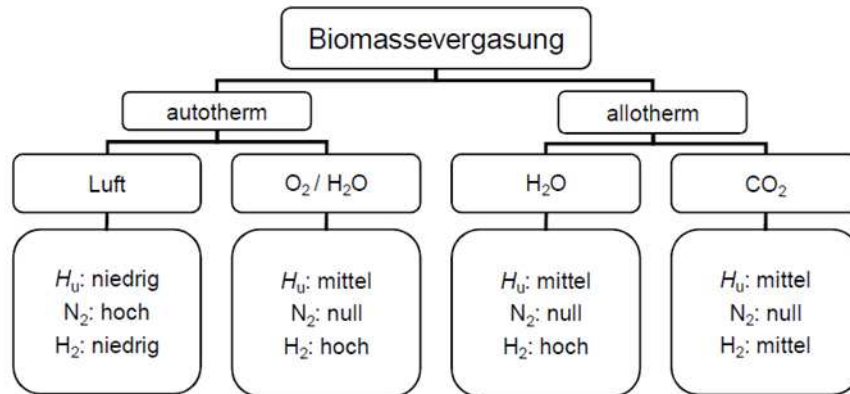 Biomassevergasung
autotherm
allotherm
Luft
O₂ / H₂O
H₂O
CO₂
Hᵤ: niedrig
N₂: hoch
H₂: niedrig
Hᵤ: mittel
N₂: null
H₂: hoch
Hᵤ: mittel
N₂: null
H₂: hoch
Hᵤ: mittel
N₂: null
H₂: mittel